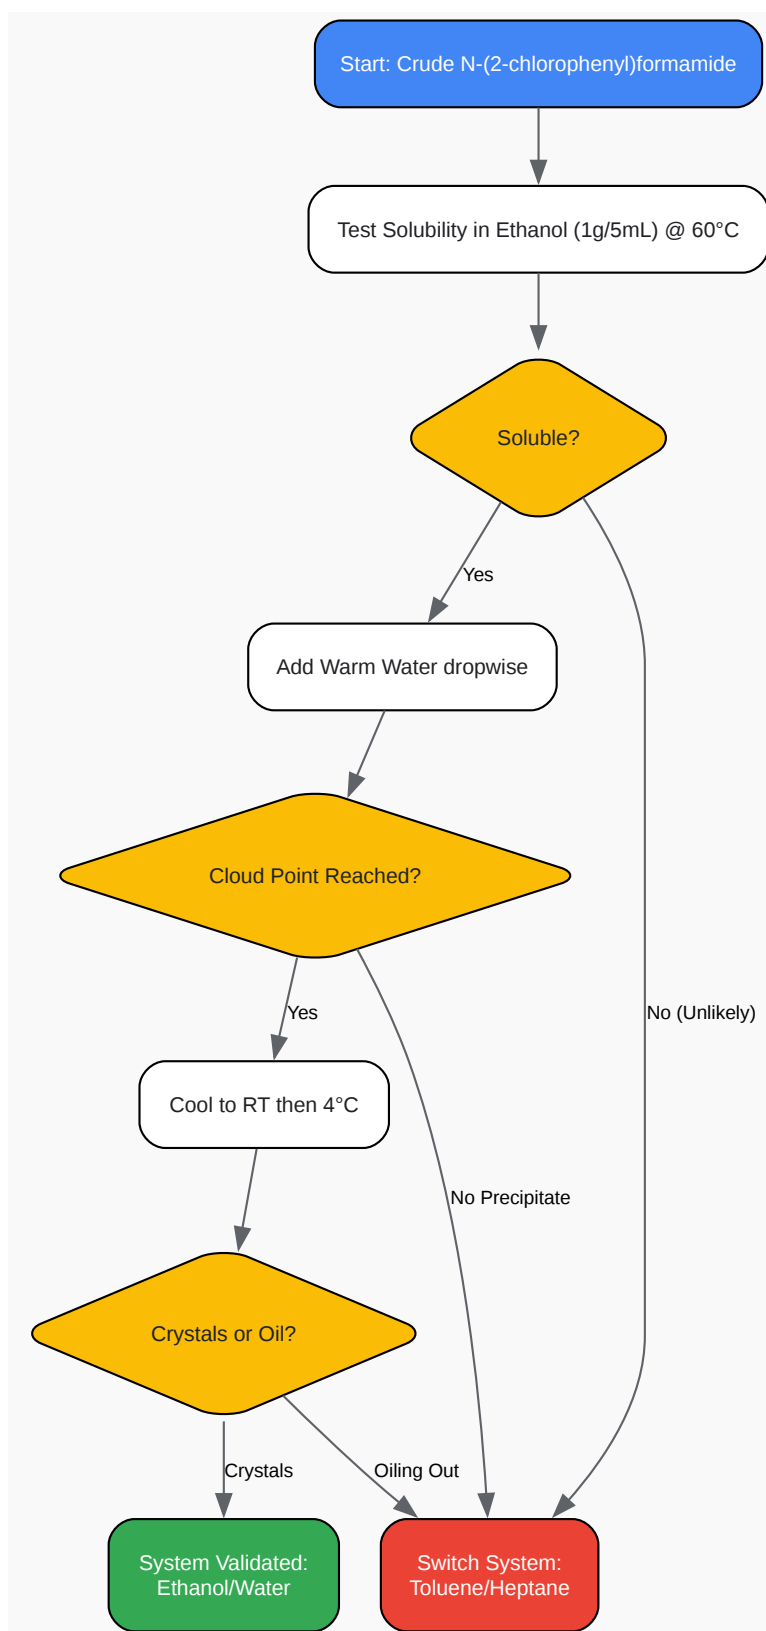 Start: Crude N-(2-chlorophenyl)formamide
Test Solubility in Ethanol (1g/5mL) @ 60°C
Soluble?
Yes
Add Warm Water dropwise
Cloud Point Reached?
Yes
No (Unlikely)
Cool to RT then 4°C
No Precipitate
Crystals or Oil?
Crystals
Oiling Out
System Validated:
Ethanol/Water
Switch System:
Toluene/Heptane